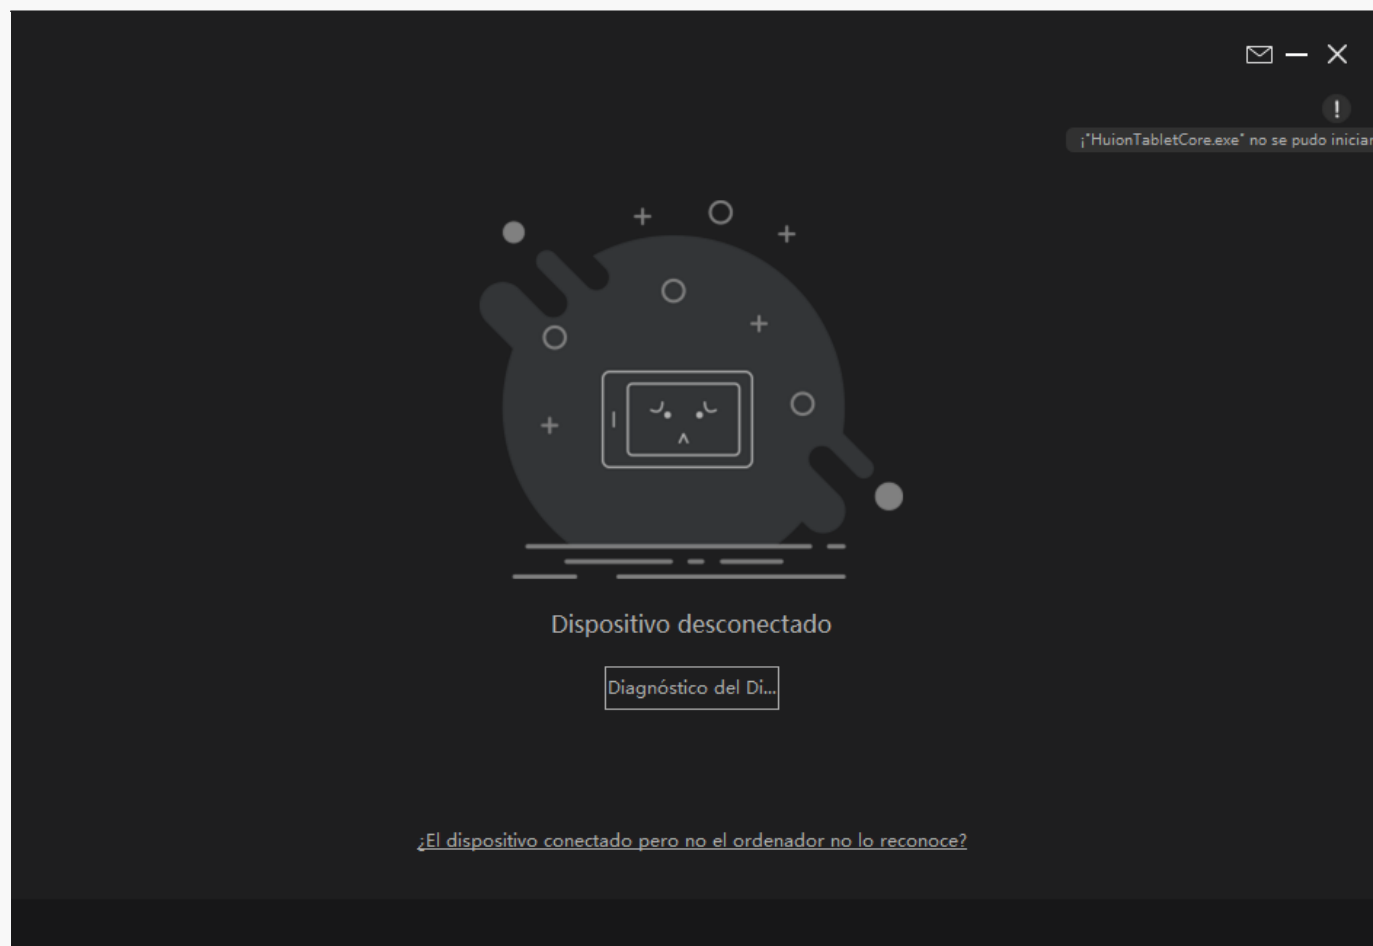 ¡"HuionTabletCore.exe" no se pudo iniciar
Dispositivo desconectado
Diagnóstico del Di...
¿El dispositivo conectado pero no el ordenador no lo reconoce?